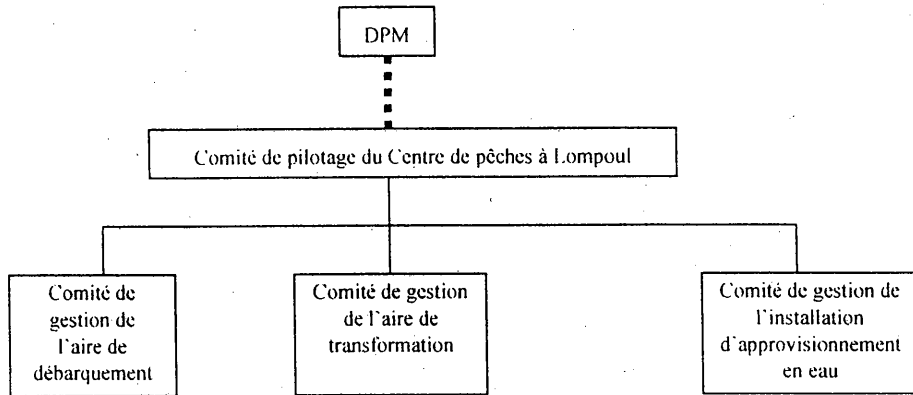 DPM
Comité de pilotage du Centre de pêches à Lompoul
Comité de
gestion de
l'aire de
débarquement
Comité de gestion
de l'aire de
transformation
Comité de gestion de
l'installation
d'approvisionnement
en eau